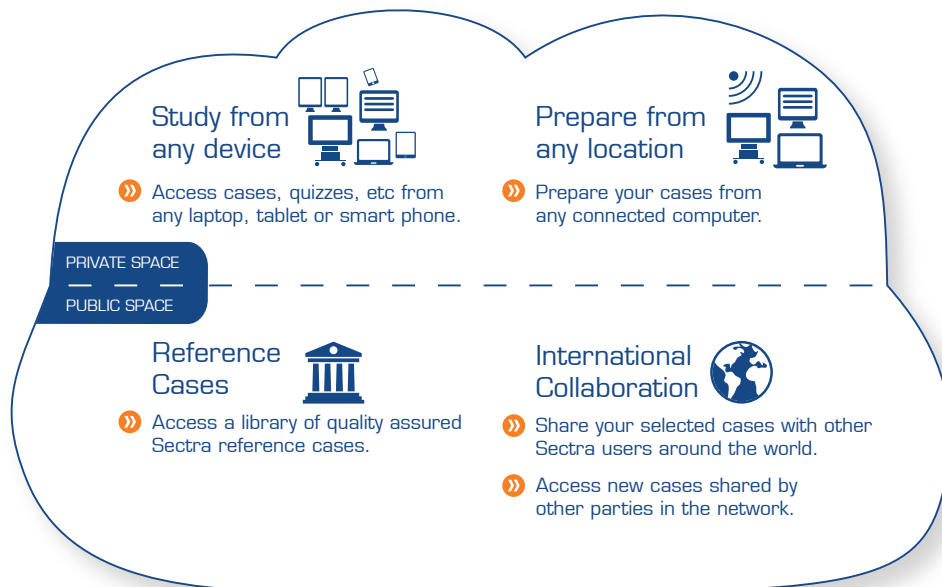 Study from
any device
Access cases, quizzes, etc from
any laptop, tablet or smart phone.
Prepare from
any location
Prepare your cases from
any connected computer.
PRIVATE SPACE
PUBLIC SPACE
Reference
Cases
Access a library of quality assured
Sectra reference cases.
International
Collaboration
Share your selected cases with other
Sectra users around the world.
Access new cases shared by
other parties in the network.